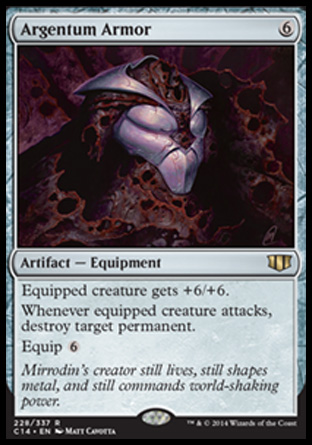 Argentum Armor 6
Artifact — Equipment
Equipped creature gets +6/+6.
Whenever equipped creature attacks,
destroy target permanent.
Equip 6
Mirrodin's creator still lives, still shapes
metal, and still commands world-shaking
power.
228/337 R
C14 • EN Matt Cavotta ™ & © 2014 Wizards of the Coast